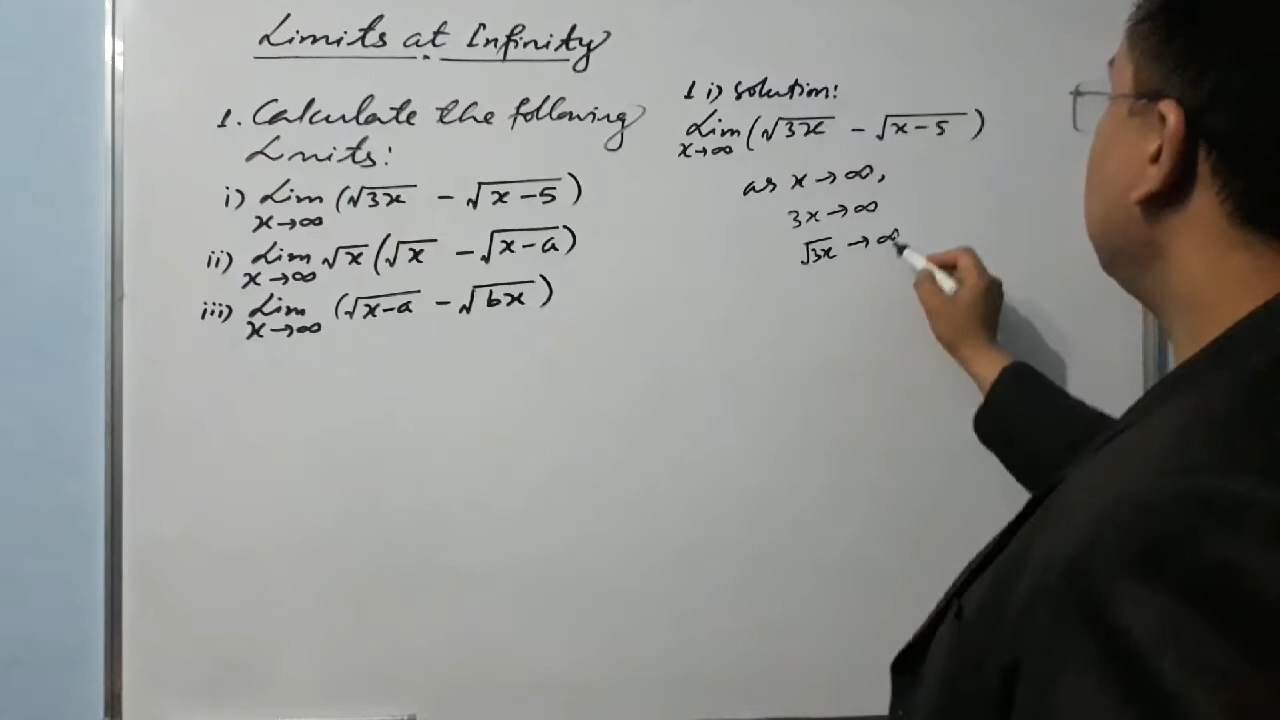 Limits at Infinity
1. Calculate the following
Limits:
i) Lim (√3x - √x-5)
x→∞
ii) Lim √x (√x - √x-a)
x→∞
iii) Lim (√x-a - √bx)
x→∞
1 i) solution:
Lim (√3x - √x-5)
x→∞
as x→∞,
3x→∞
√3x →∞